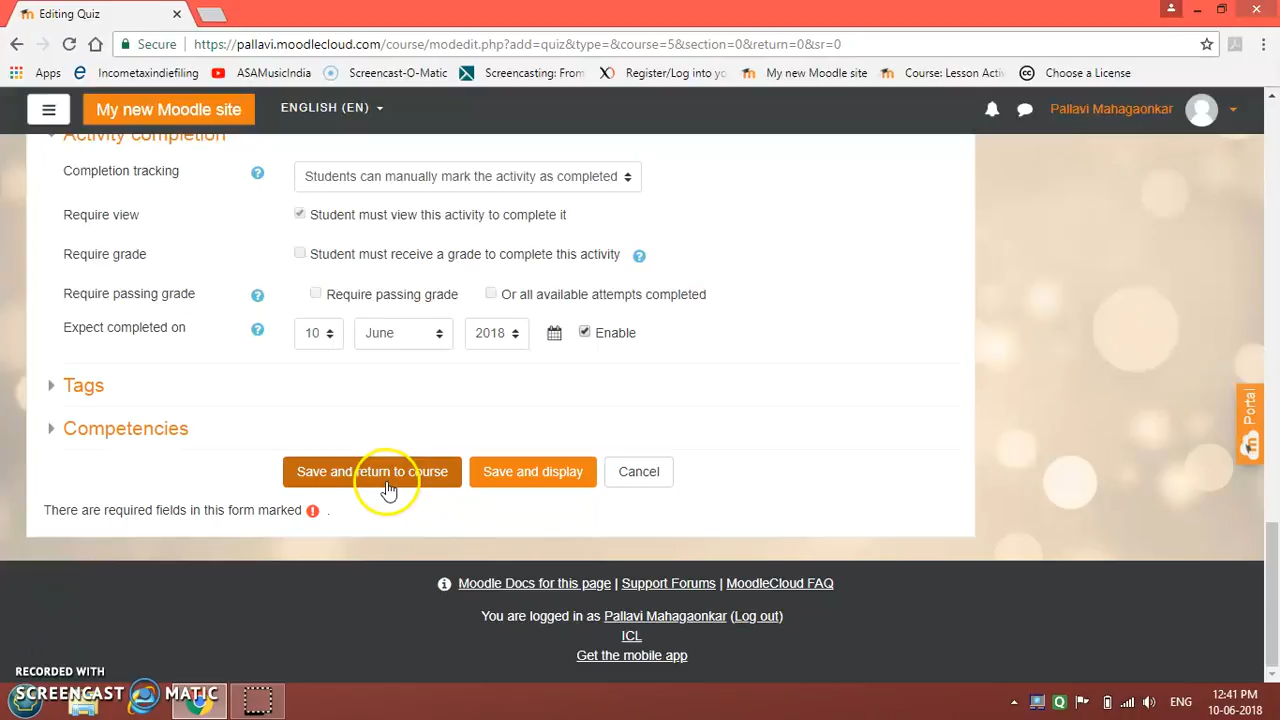 Editing Quiz
Secure
https://pallavi.moodlecloud.com/course/modedit.php?add=quiz&type=&course=5&section=0&return=0&sr=0
Apps
Incometaxindiefiling
ASAMusindia
Screencast-O-Matic
Screencasting: From
Register/Log into yo
My new Moodle site
Course: Lesson Acti
Choose a License
My new Moodle site
ENGLISH (EN)
Pallavi Mahagaonkar
Activity completion
Completion tracking
Students can manually mark the activity as completed
Require view
Student must view this activity to complete it
Require grade
Student must receive a grade to complete this activity
Require passing grade
Require passing grade
Or all available attempts completed
Expect completed on
10
June
2018
Enable
Tags
Competencies
Save and return to course
Save and display
Cancel
There are required fields in this form marked .
Portal
Moodle Docs for this page | Support Forums | MoodleCloud FAQ
You are logged in as Pallavi Mahagaonkar (Log out)
ICL
Get the mobile app
RECORDED WITH
SCREENCAST MATIC
ENG
12:41 PM
10-06-2018